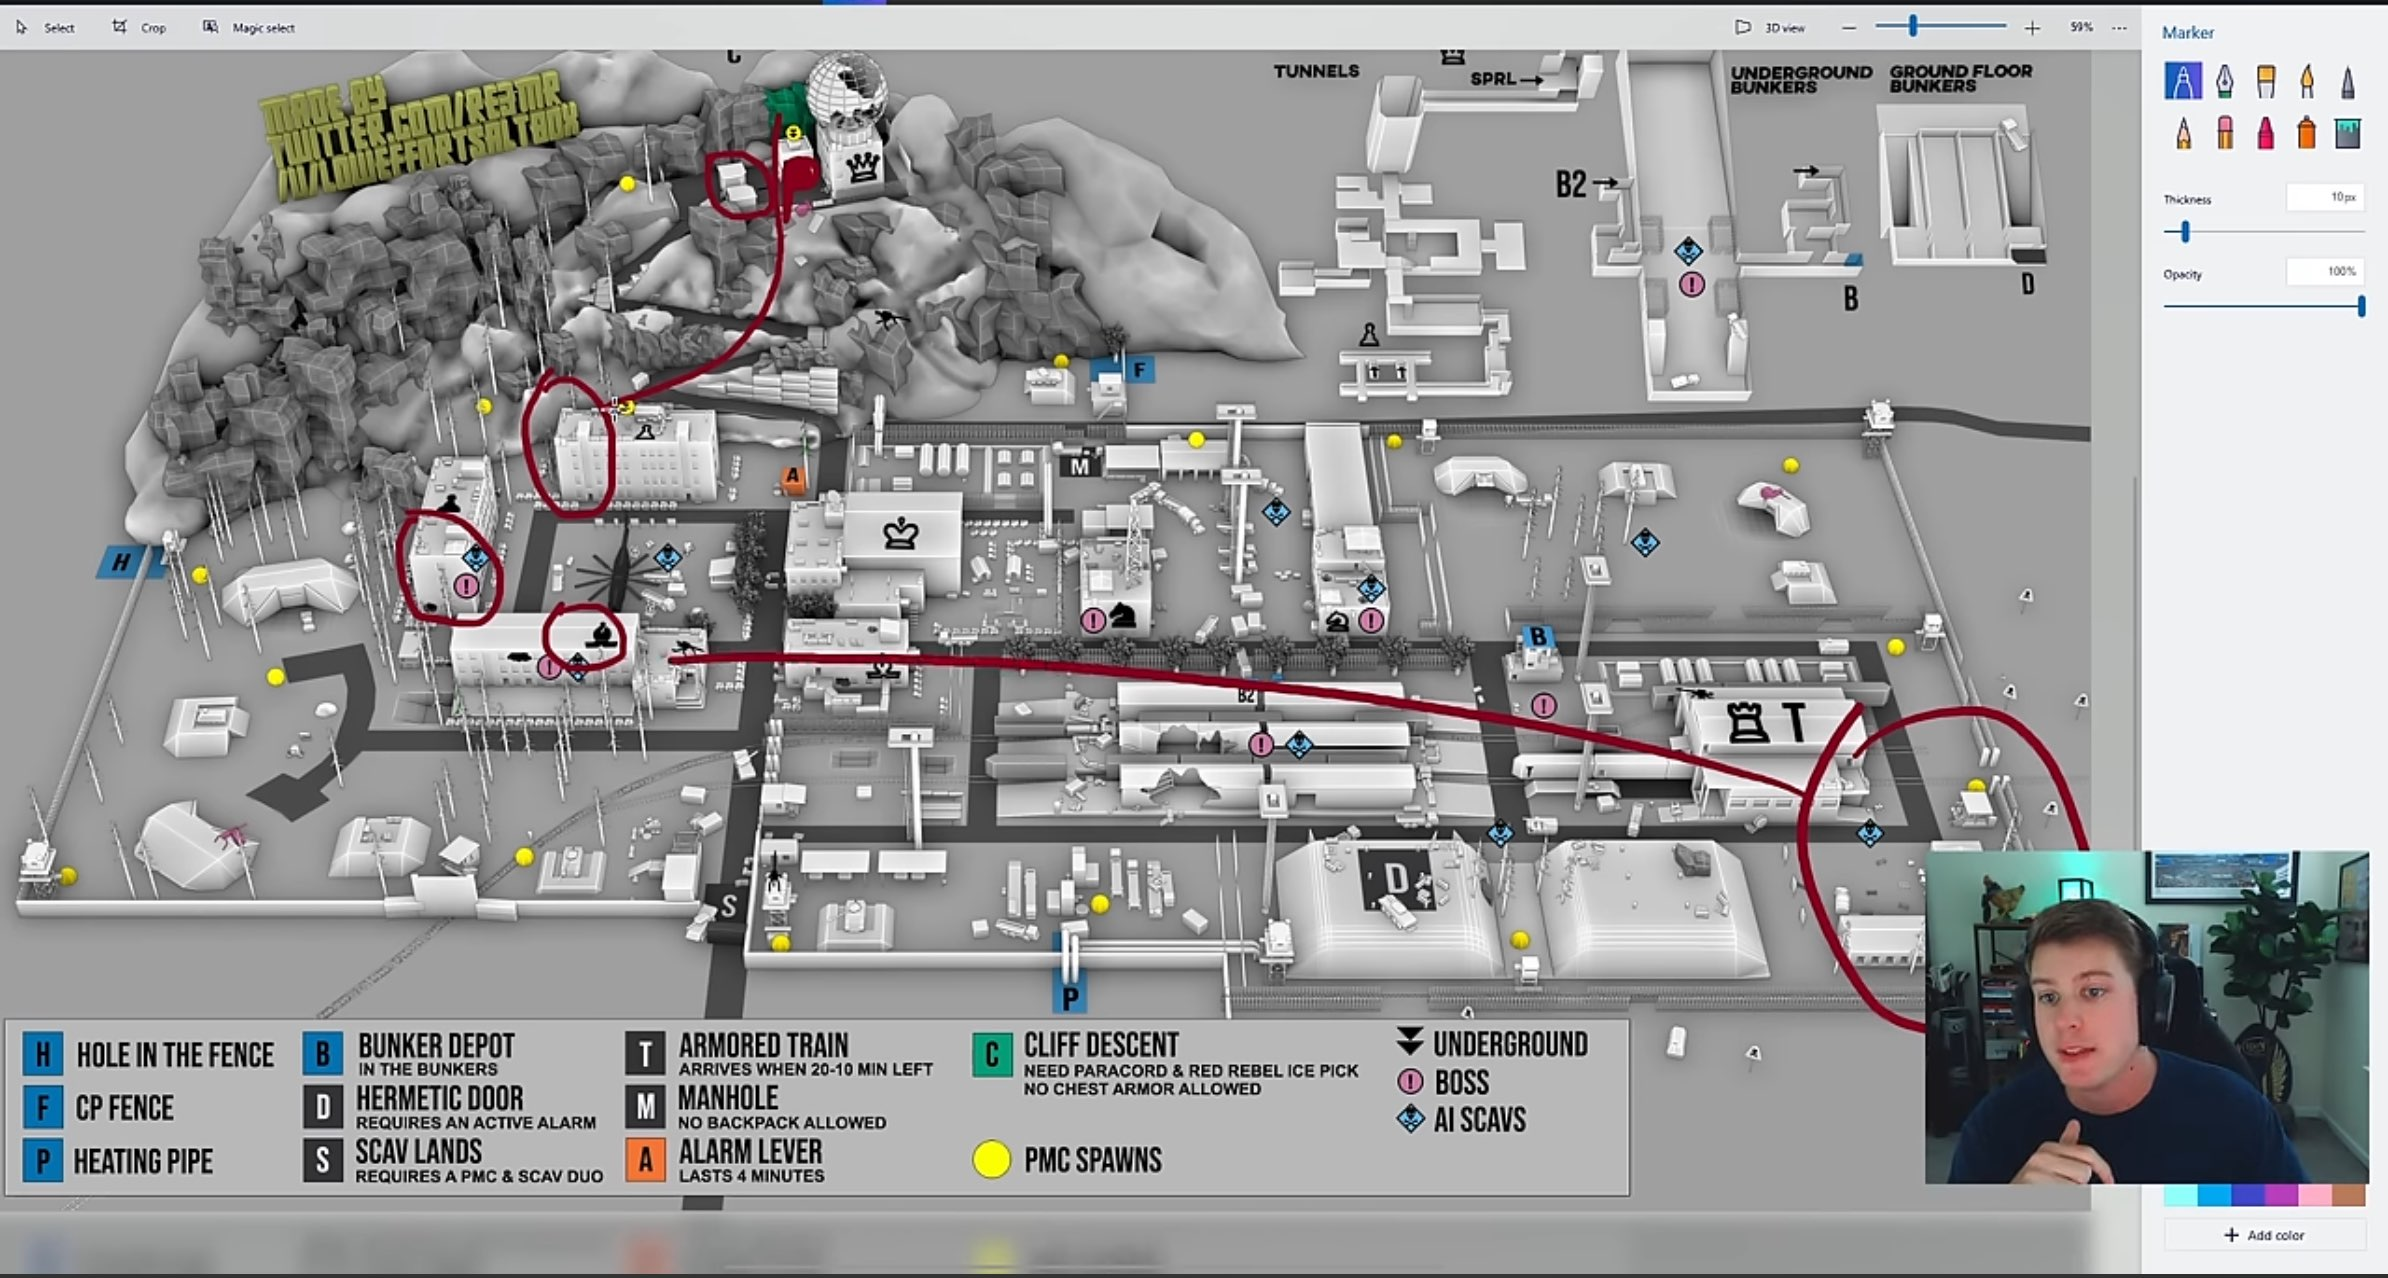 Select
Crop
Magic select
3D view
59%
Marker
Thickness
10px
Opacity
100%
C
MADE BY
TWITTER.COM/RE3MR
/U/LOWEFFORTSALTBOX
TUNNELS
SPRL
UNDERGROUND
BUNKERS
GROUND FLOOR
BUNKERS
B2
B
D
F
A
M
H
B
B2
T
D
S
P
H HOLE IN THE FENCE
F CP FENCE
P HEATING PIPE
B BUNKER DEPOT
IN THE BUNKERS
D HERMETIC DOOR
REQUIRES AN ACTIVE ALARM
S SCAV LANDS
REQUIRES A PMC & SCAV DUO
T ARMORED TRAIN
ARRIVES WHEN 20-10 MIN LEFT
M MANHOLE
NO BACKPACK ALLOWED
A ALARM LEVER
LASTS 4 MINUTES
C CLIFF DESCENT
NEED PARACORD & RED REBEL ICE PICK
NO CHEST ARMOR ALLOWED
PMC SPAWNS
UNDERGROUND
! BOSS
AI SCAVS
+ Add color